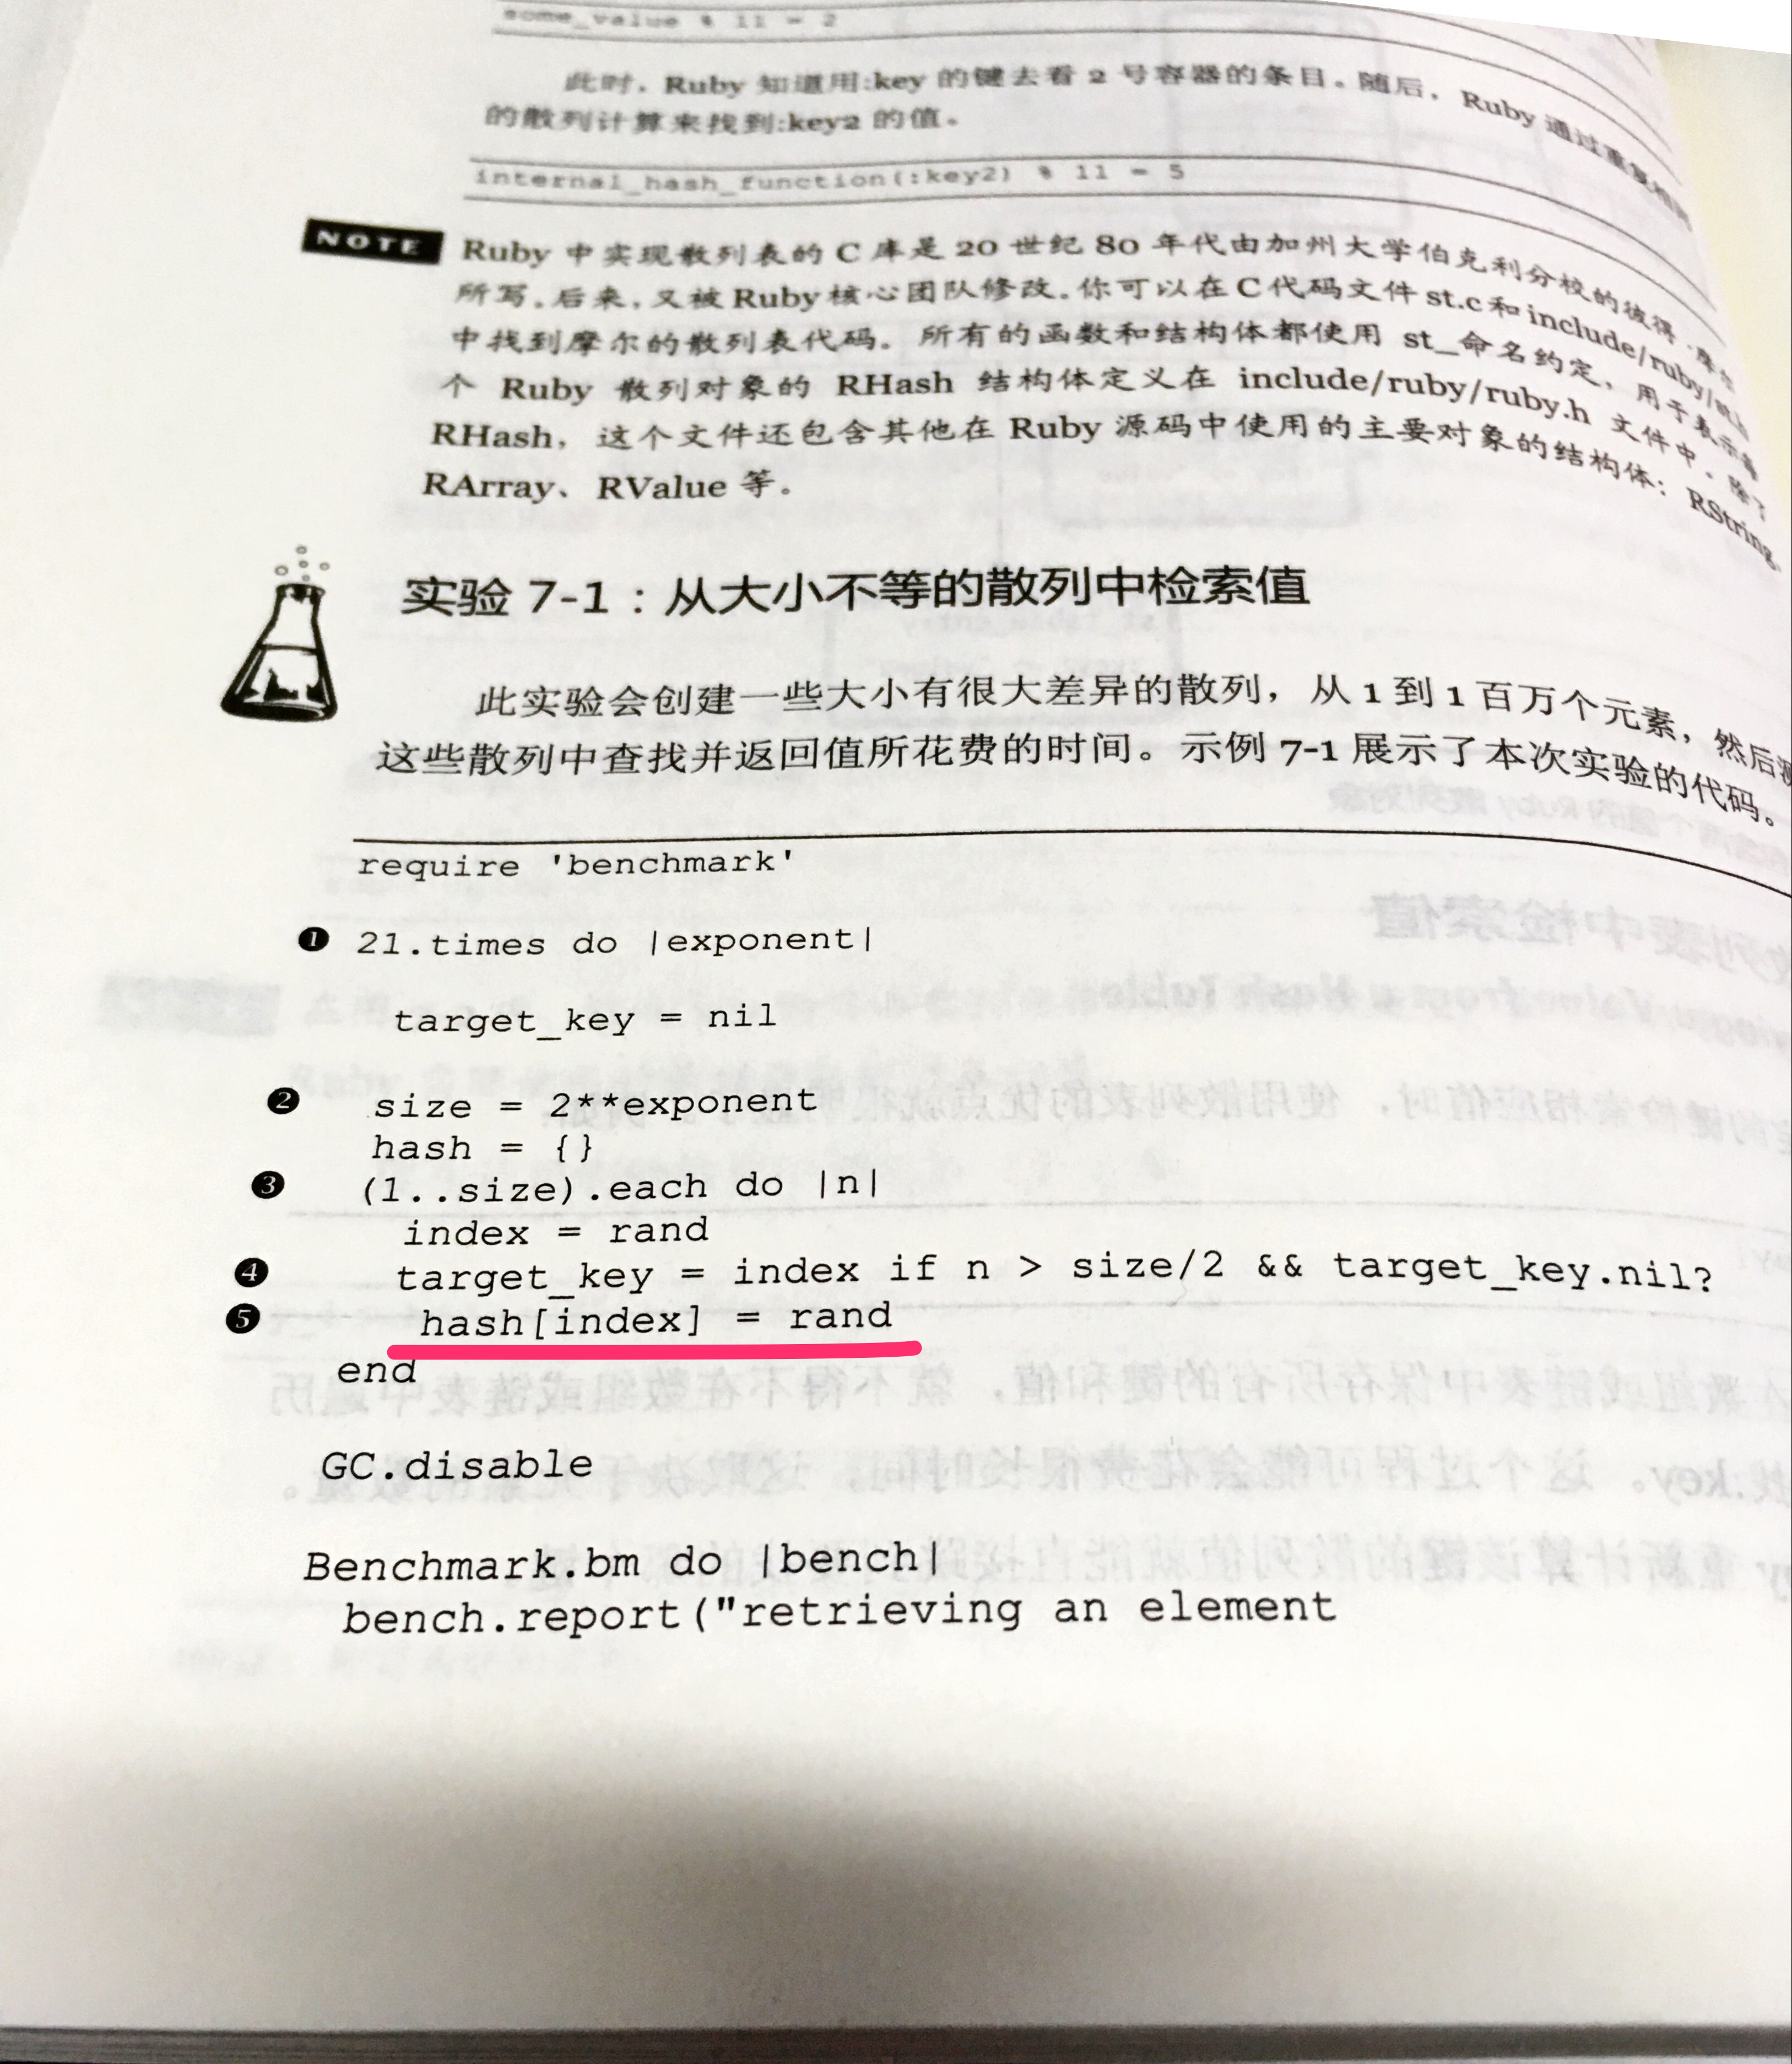 some_value % 11 = 2
此时，Ruby 知道用:key 的键去看 2 号容器的条目。随后，Ruby 通过重复相同
的散列计算来找到:key2 的值。
internal_hash_function(:key2) % 11 = 5
NOTE
Ruby 中实现散列表的 C 库是 20 世纪 80 年代由加州大学伯克利分校的彼得·摩尔
所写。后来，又被 Ruby 核心团队修改。你可以在 C 代码文件 st.c 和 include/ruby/st.h
中找到摩尔的散列表代码。所有的函数和结构体都使用 st_命名约定，用于表示每
个 Ruby 散列对象的 RHash 结构体定义在 include/ruby/ruby.h 文件中，除了
RHash，这个文件还包含其他在 Ruby 源码中使用的主要对象的结构体：RString、
RArray、RValue 等。
实验 7-1：从大小不等的散列中检索值
此实验会创建一些大小有很大差异的散列，从 1 到 1 百万个元素，然后测
这些散列中查找并返回值所花费的时间。示例 7-1 展示了本次实验的代码。
require 'benchmark'
❶ 21.times do |exponent|
target_key = nil
❷ size = 2**exponent
hash = {}
❸ (1..size).each do |n|
index = rand
❹ target_key = index if n > size/2 && target_key.nil?
❺ hash[index] = rand
end
GC.disable
Benchmark.bm do |bench|
bench.report("retrieving an element